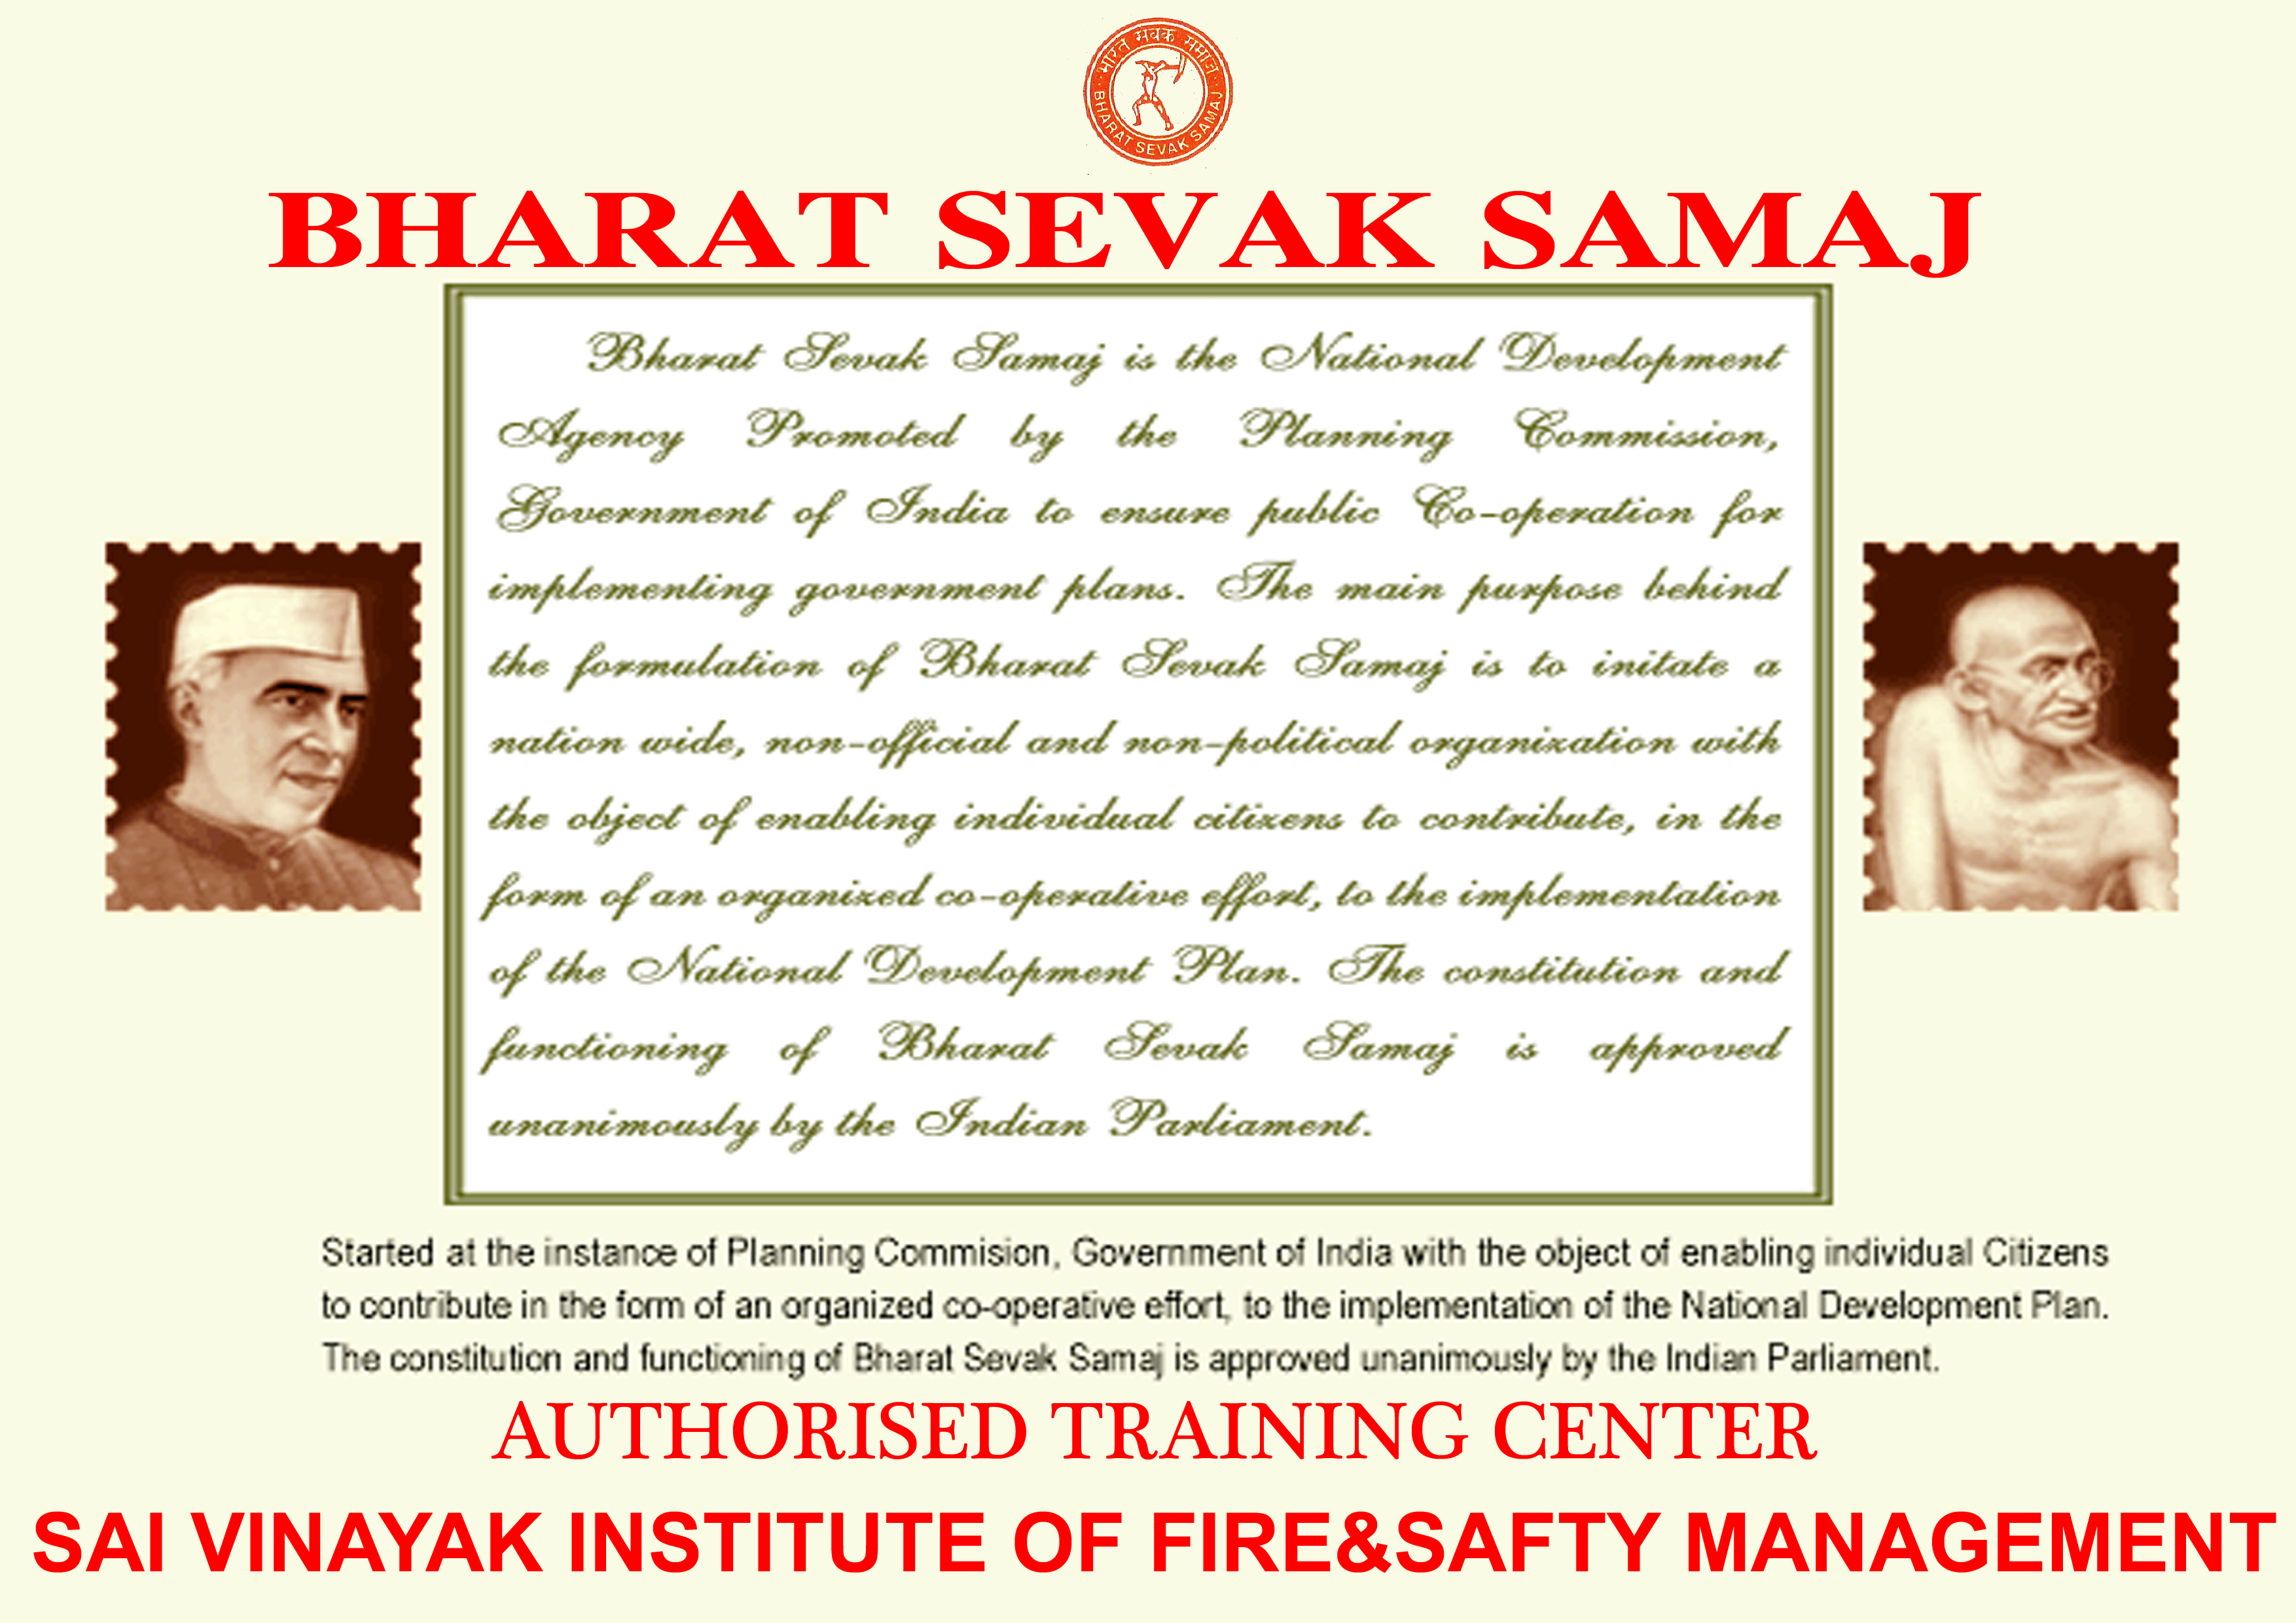 भारत सेवक समाज
BHARAT SEVAK SAMAJ
BHARAT SEVAK SAMAJ
Bharat Sevak Samaj is the National Development
Agency Promoted by the Planning Commission,
Government of India to ensure public Co-operation for
implementing government plans. The main purpose behind
the formulation of Bharat Sevak Samaj is to initate a
nation wide, non-official and non-political organization with
the object of enabling individual citizens to contribute, in the
form of an organized co-operative effort, to the implementation
of the National Development Plan. The constitution and
functioning of Bharat Sevak Samaj is approved
unanimously by the Indian Parliament.
Started at the instance of Planning Commision, Government of India with the object of enabling individual Citizens
to contribute in the form of an organized co-operative effort, to the implementation of the National Development Plan.
The constitution and functioning of Bharat Sevak Samaj is approved unanimously by the Indian Parliament.
AUTHORISED TRAINING CENTER
SAI VINAYAK INSTITUTE OF FIRE&SAFTY MANAGEMENT